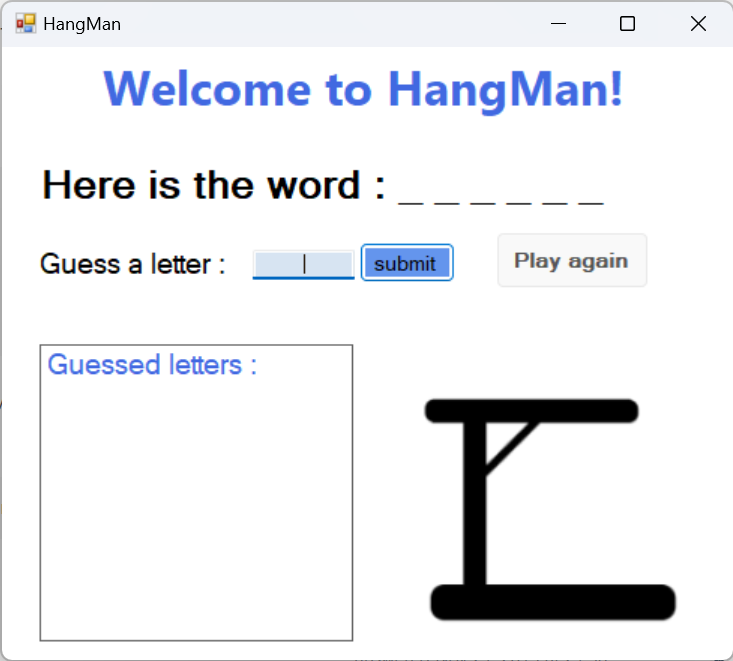 HangMan
Welcome to HangMan!
Here is the word : _ _ _ _ _ _
Guess a letter :
submit
Play again
Guessed letters :